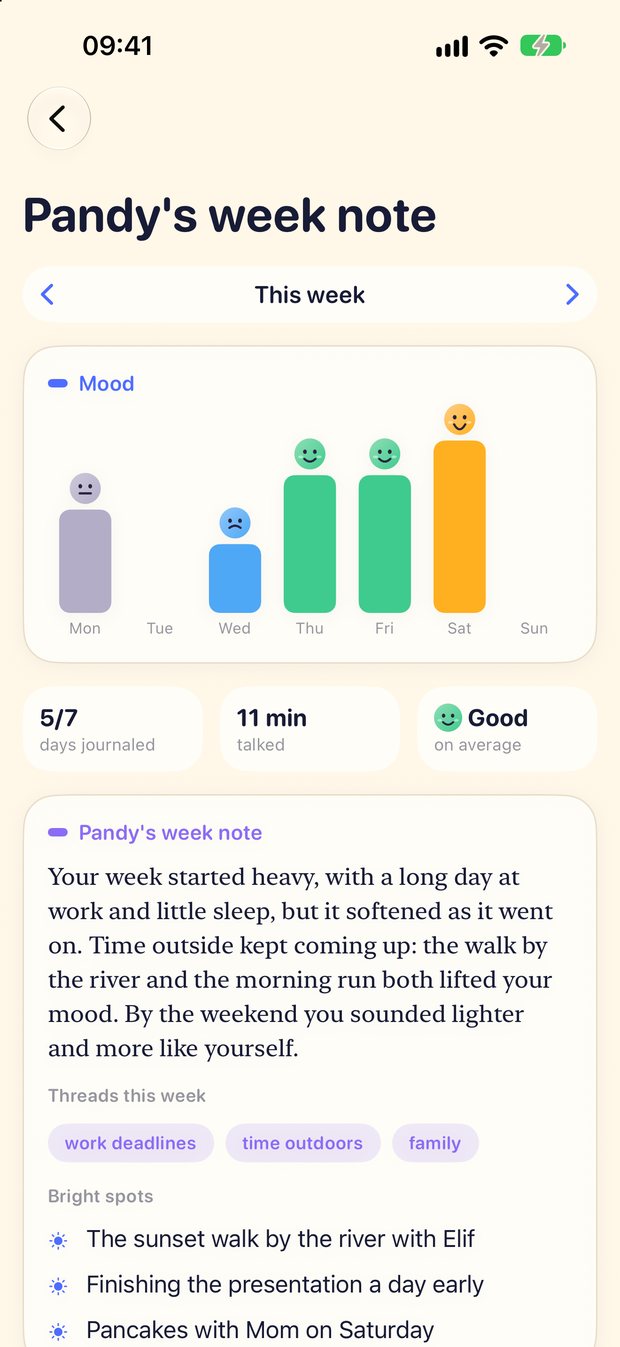 09:41
Pandy's week note
This week
Mood
Mon Tue Wed Thu Fri Sat Sun
5/7
days journaled
11 min
talked
Good
on average
Pandy's week note
Your week started heavy, with a long day at
work and little sleep, but it softened as it went
on. Time outside kept coming up: the walk by
the river and the morning run both lifted your
mood. By the weekend you sounded lighter
and more like yourself.
Threads this week
work deadlines time outdoors family
Bright spots
The sunset walk by the river with Elif
Finishing the presentation a day early
Pancakes with Mom on Saturday